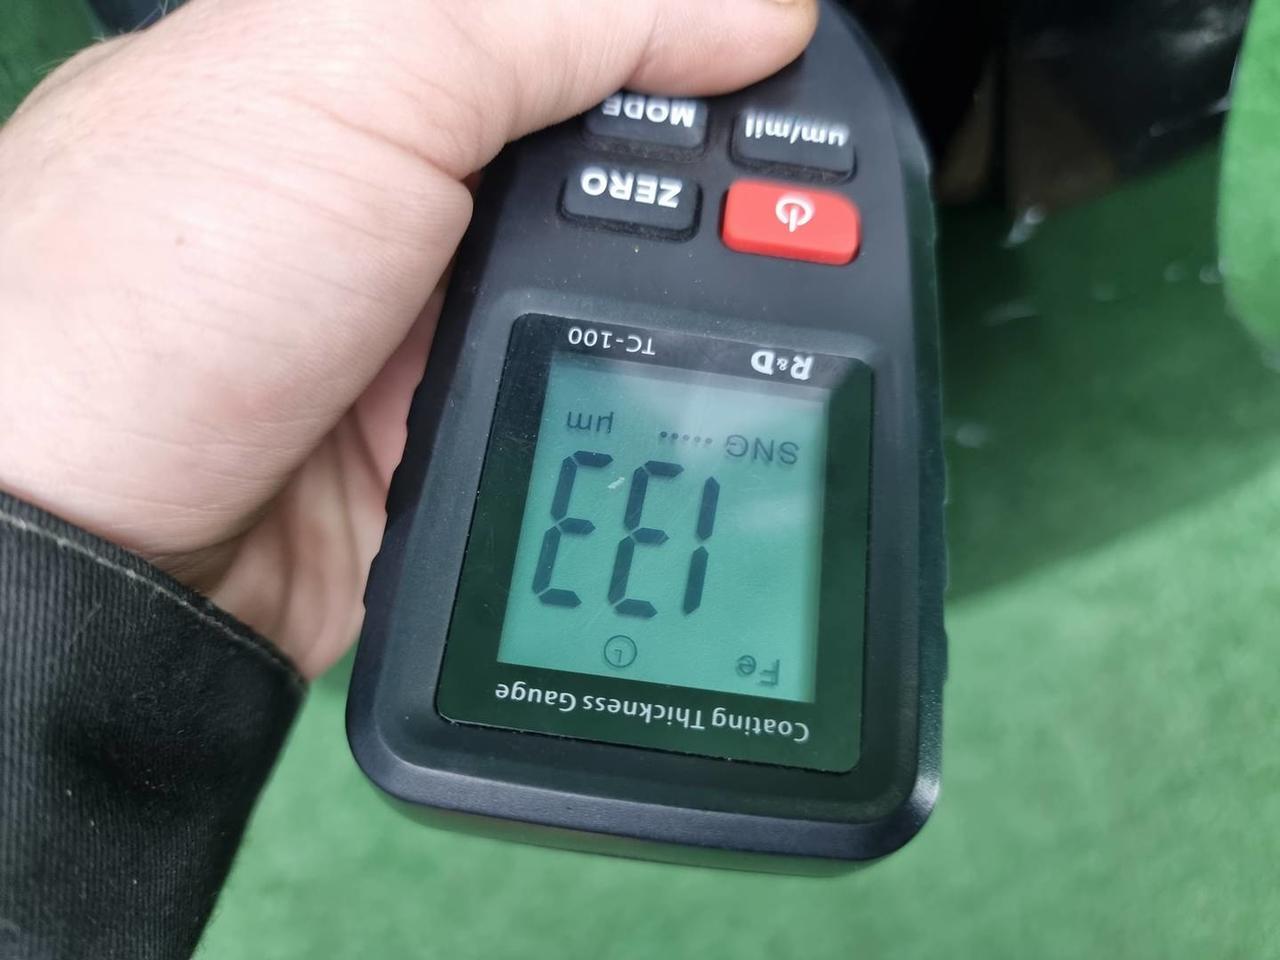 Coating Thickness Gauge
Fe L
133
SNG ..... µm
R&D TC-100
ZERO
um/mil MODE